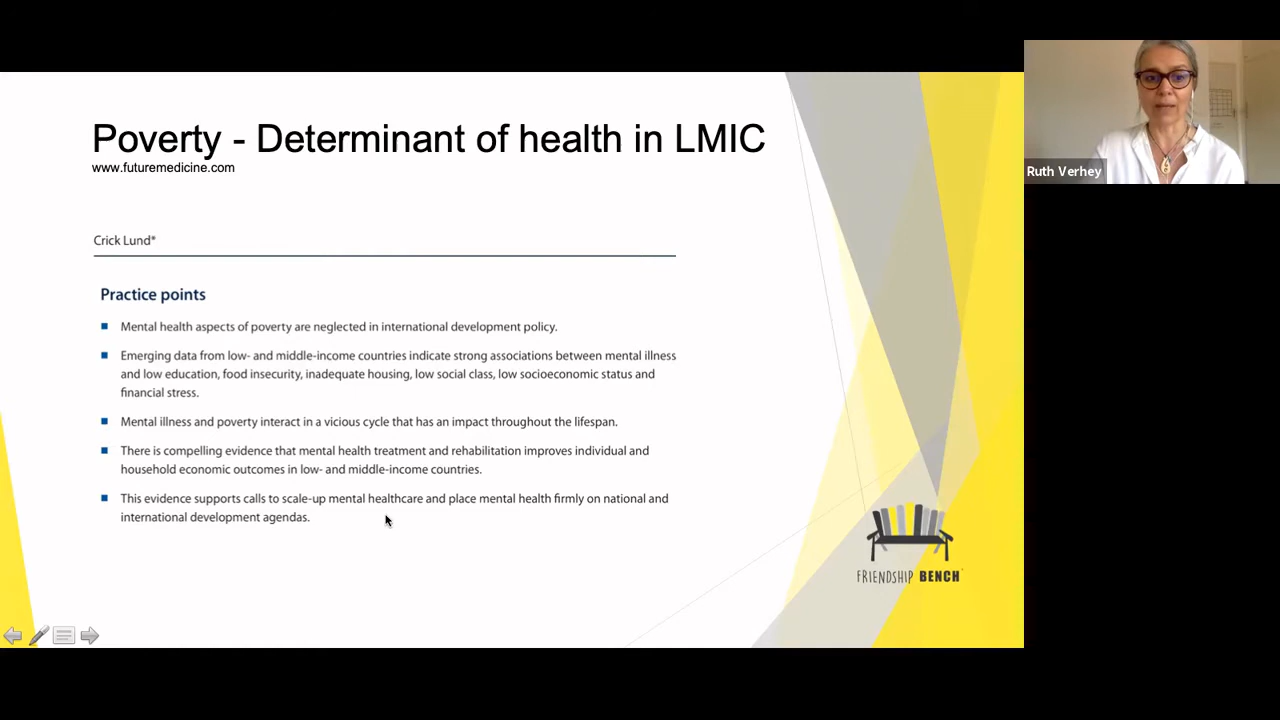 Poverty - Determinant of health in LMIC
www.futuremedicine.com
Crick Lund*
Practice points
Mental health aspects of poverty are neglected in international development policy.
Emerging data from low- and middle-income countries indicate strong associations between mental illness
and low education, food insecurity, inadequate housing, low social class, low socioeconomic status and
financial stress.
Mental illness and poverty interact in a vicious cycle that has an impact throughout the lifespan.
There is compelling evidence that mental health treatment and rehabilitation improves individual and
household economic outcomes in low- and middle-income countries.
This evidence supports calls to scale-up mental healthcare and place mental health firmly on national and
international development agendas.
FRIENDSHIP BENCH
Ruth Verhey